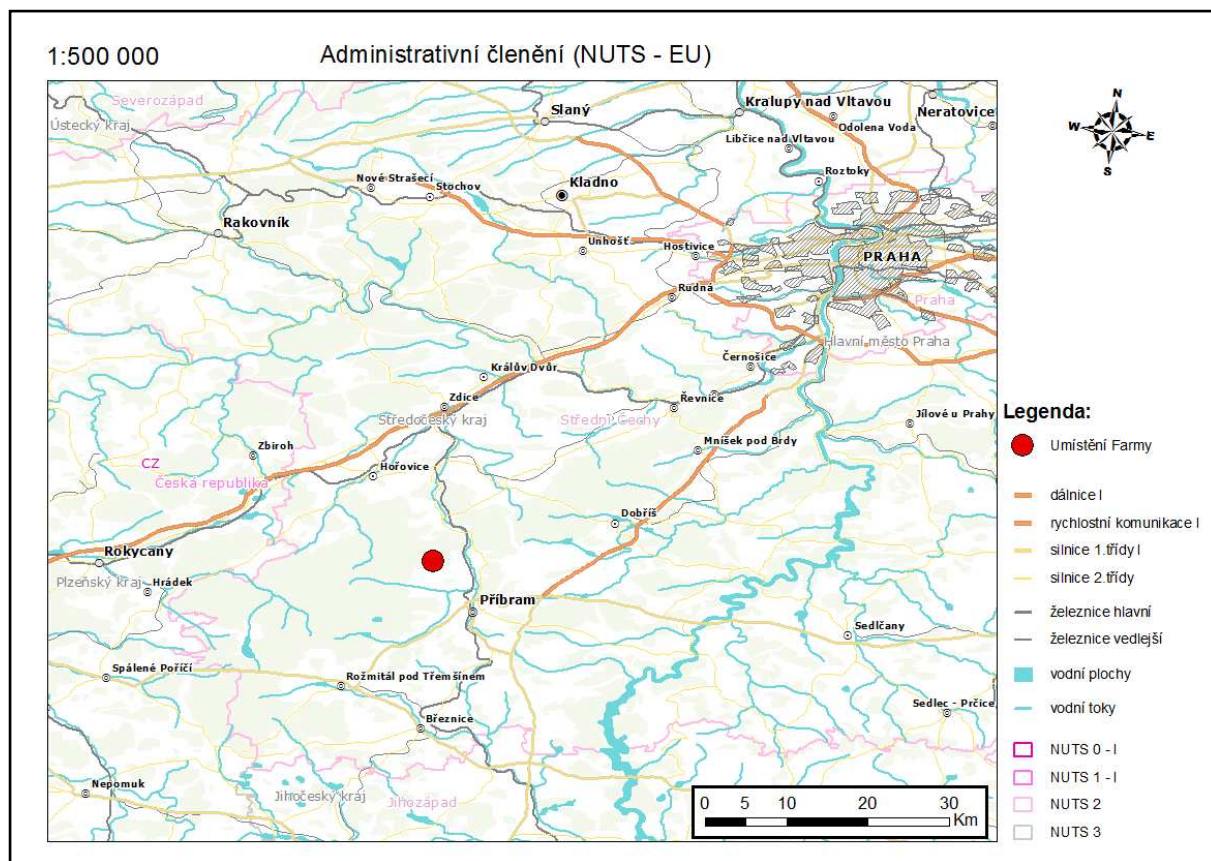 1:500 000
Administrativní členění (NUTS - EU)
Severozápad
Ústecký kraj
Slaný
Kralupy nad Vltavou
Neratovice
Odolena Voda
Libčice nad Vltavou
Roztoky
Nové Strašecí
Stochov
Kladno
Rakovník
Unhošť
Hostivice
PRAHA
Rudná
Praha
Hlavní město Praha
Černošice
Králův Dvůr
Zdice
Řevnice
Středočeský kraj
Střední Čechy
Jílové u Prahy
Mníšek pod Brdy
Zbiroh
CZ
Česká republika
Hořovice
Dobříš
Rokycany
Plzeňský kraj
Hrádek
Příbram
Sedlčany
Spálené Poříčí
Rožmitál pod Třemšínem
Sedlec - Prčice
Březnice
Nepomuk
Jihočeský kraj
Jihozápad
0 5 10 20 30
Km
N
W
E
S
Legenda:
Umístění Farmy
dálnice I
rychlostní komunikace I
silnice 1.třídy I
silnice 2.třídy
železnice hlavní
železnice vedlejší
vodní plochy
vodní toky
NUTS 0 - I
NUTS 1 - I
NUTS 2
NUTS 3